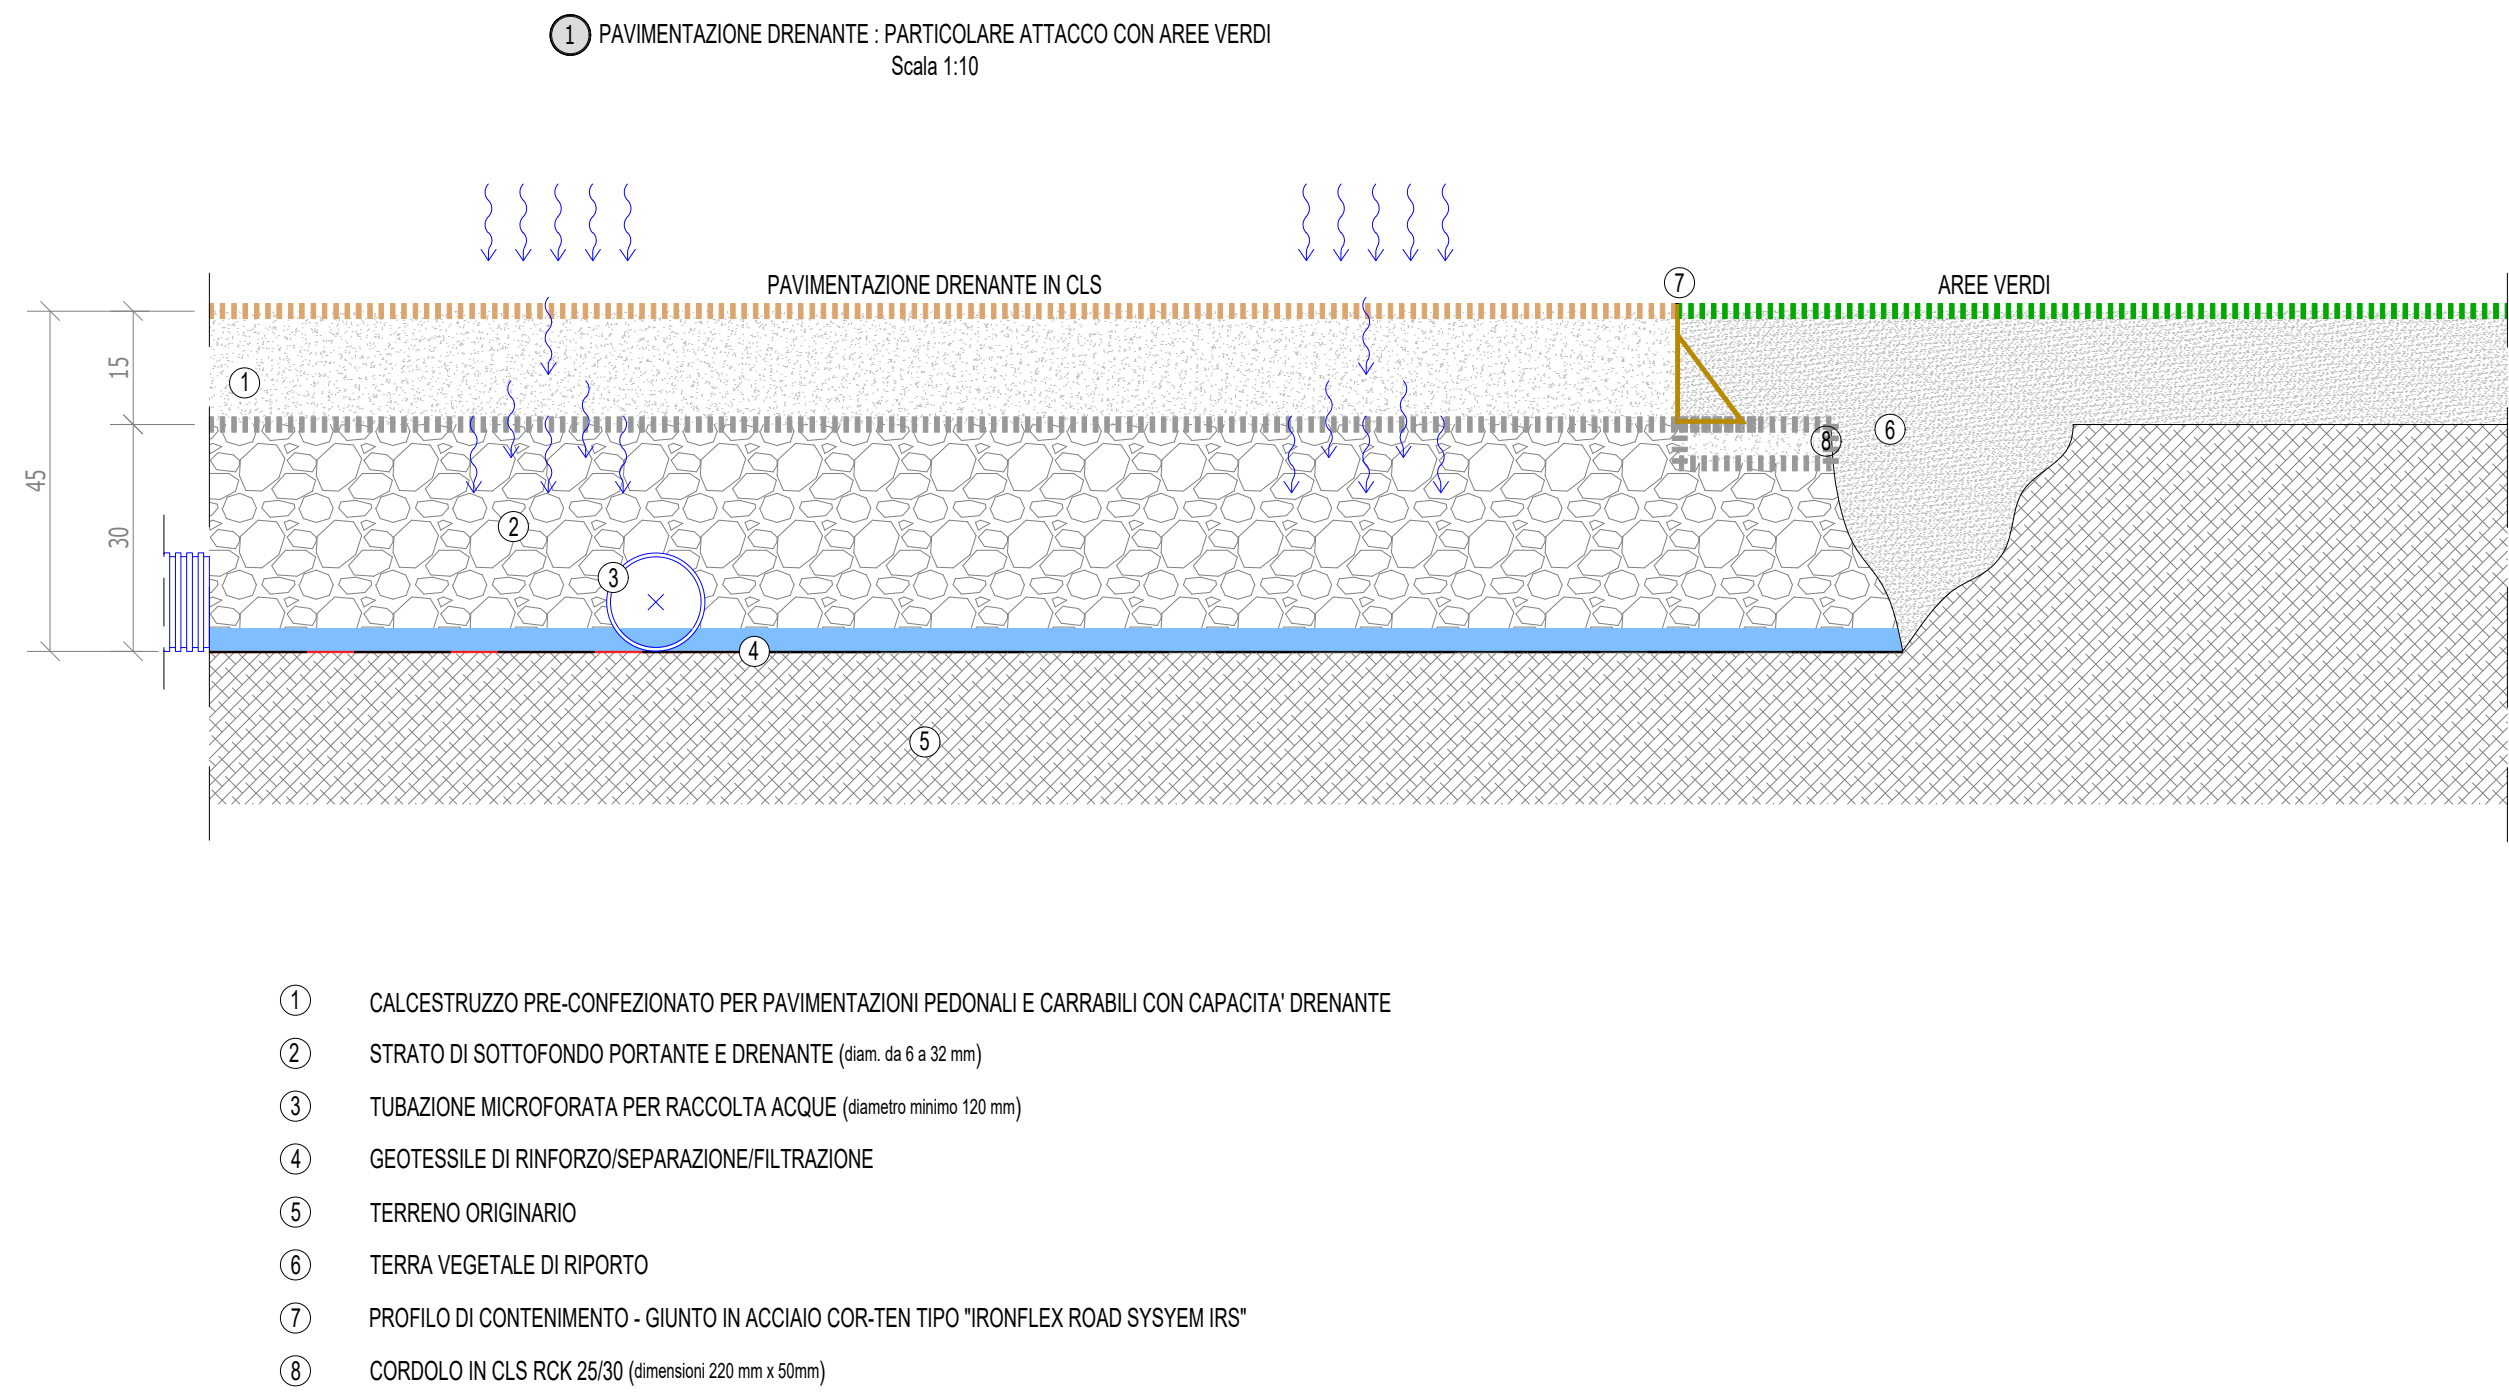 1 PAVIMENTAZIONE DRENANTE : PARTICOLARE ATTACCO CON AREE VERDI
Scala 1:10
PAVIMENTAZIONE DRENANTE IN CLS
7
AREE VERDI
15
1
45
30
8
6
2
3
4
5
1 CALCESTRUZZO PRE-CONFEZIONATO PER PAVIMENTAZIONI PEDONALI E CARRABILI CON CAPACITA' DRENANTE
2 STRATO DI SOTTOFONDO PORTANTE E DRENANTE (diam. da 6 a 32 mm)
3 TUBAZIONE MICROFORATA PER RACCOLTA ACQUE (diametro minimo 120 mm)
4 GEOTESSILE DI RINFORZO/SEPARAZIONE/FILTRAZIONE
5 TERRENO ORIGINARIO
6 TERRA VEGETALE DI RIPORTO
7 PROFILO DI CONTENIMENTO - GIUNTO IN ACCIAIO COR-TEN TIPO "IRONFLEX ROAD SYSYEM IRS"
8 CORDOLO IN CLS RCK 25/30 (dimensioni 220 mm x 50mm)